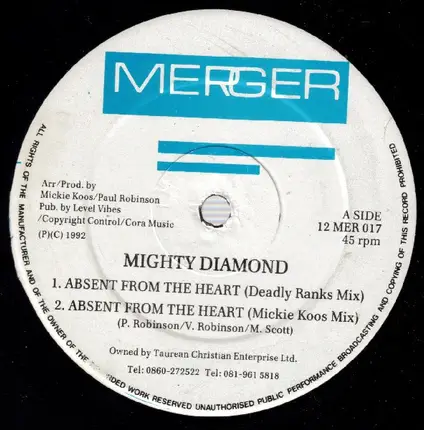 MERGER
Arr/Prod. by
Mickie Koos/Paul Robinson
Pub. by Level Vibes
/Copyright Control/Cora Music
(P)(C) 1992
A SIDE
12 MER 017
45 rpm
MIGHTY DIAMOND
1. ABSENT FROM THE HEART (Deadly Ranks Mix)
2. ABSENT FROM THE HEART (Mickie Koos Mix)
(P. Robinson/V. Robinson/M. Scott)
Owned by Taurean Christian Enterprise Ltd.
Tel: 0860-272522 Tel: 081-961 5818
ALL RIGHTS OF THE MANUFACTURER AND OF THE OWNER OF THE RECORDED WORK RESERVED UNAUTHORISED PUBLIC PERFORMANCE BROADCASTING AND COPYING OF THIS RECORD PROHIBITED